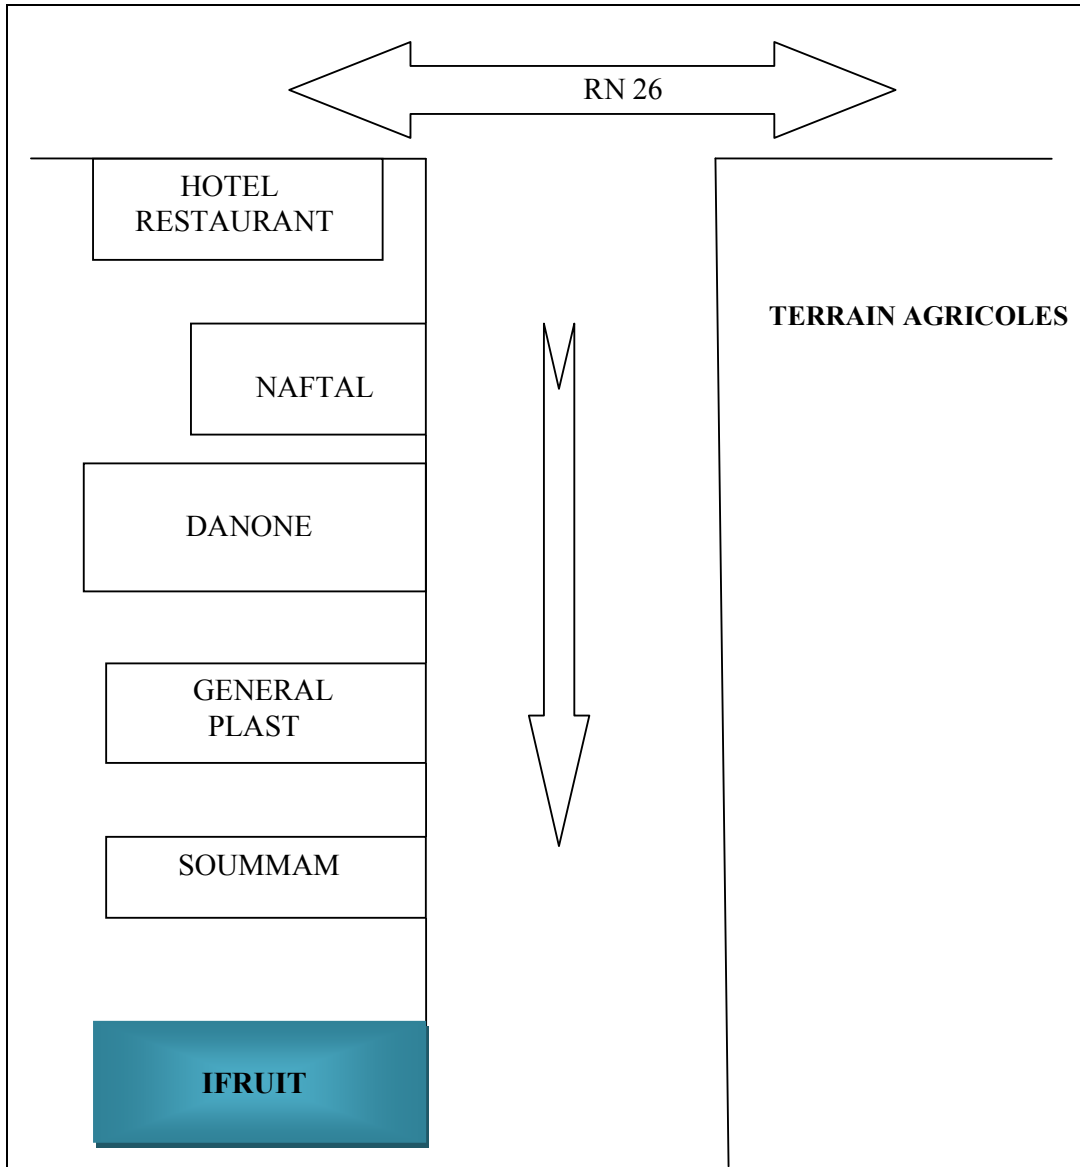 RN 26
HOTEL
RESTAURANT
TERRAIN AGRICOLES
NAFTAL
DANONE
GENERAL
PLAST
SOUMMAM
IFRUIT